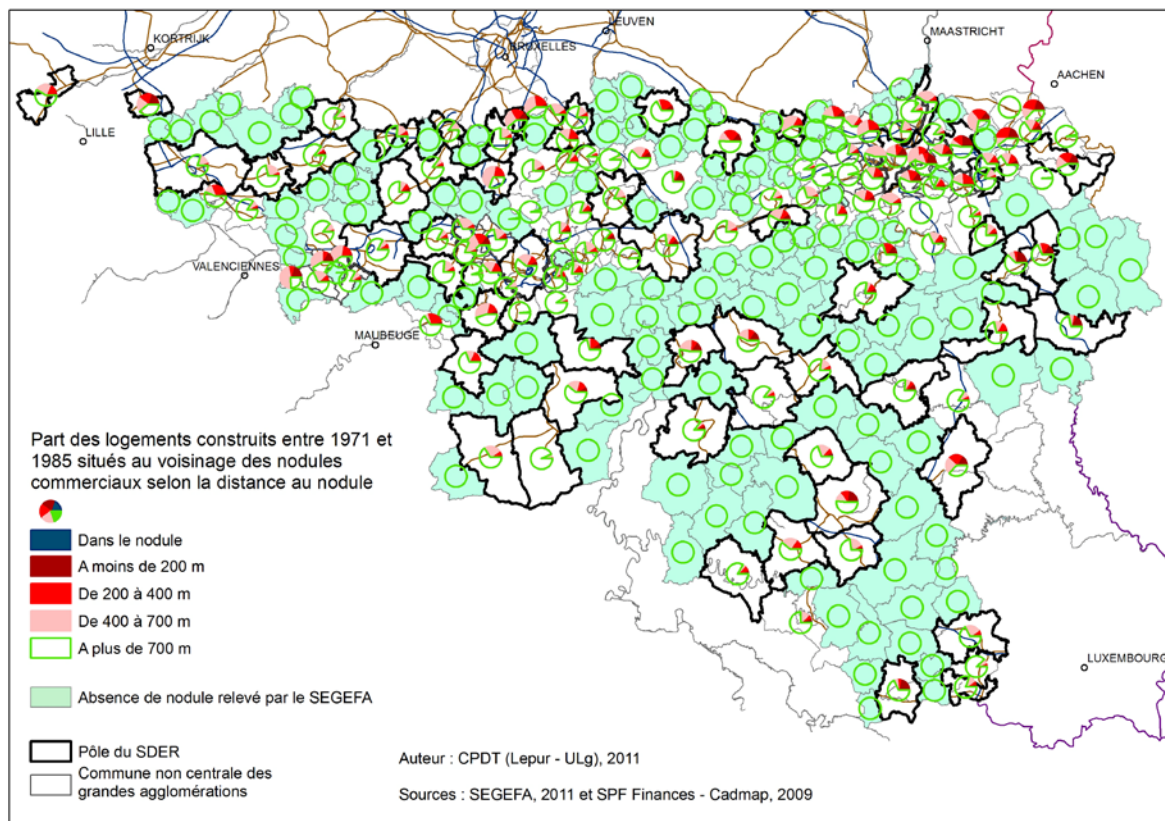 KORTRIJK
LEUVEN
BRUXELLES
MAASTRICHT
AACHEN
LILLE
VALENCIENNES
MAUBEUGE
LUXEMBOURG
Part des logements construits entre 1971 et
1985 situés au voisinage des nodules
commerciaux selon la distance au nodule
Dans le nodule
A moins de 200 m
De 200 à 400 m
De 400 à 700 m
A plus de 700 m
Absence de nodule relevé par le SEGEFA
Pôle du SDER
Commune non centrale des
grandes agglomérations
Auteur : CPDT (Lepur - ULg), 2011
Sources : SEGEFA, 2011 et SPF Finances - Cadmap, 2009